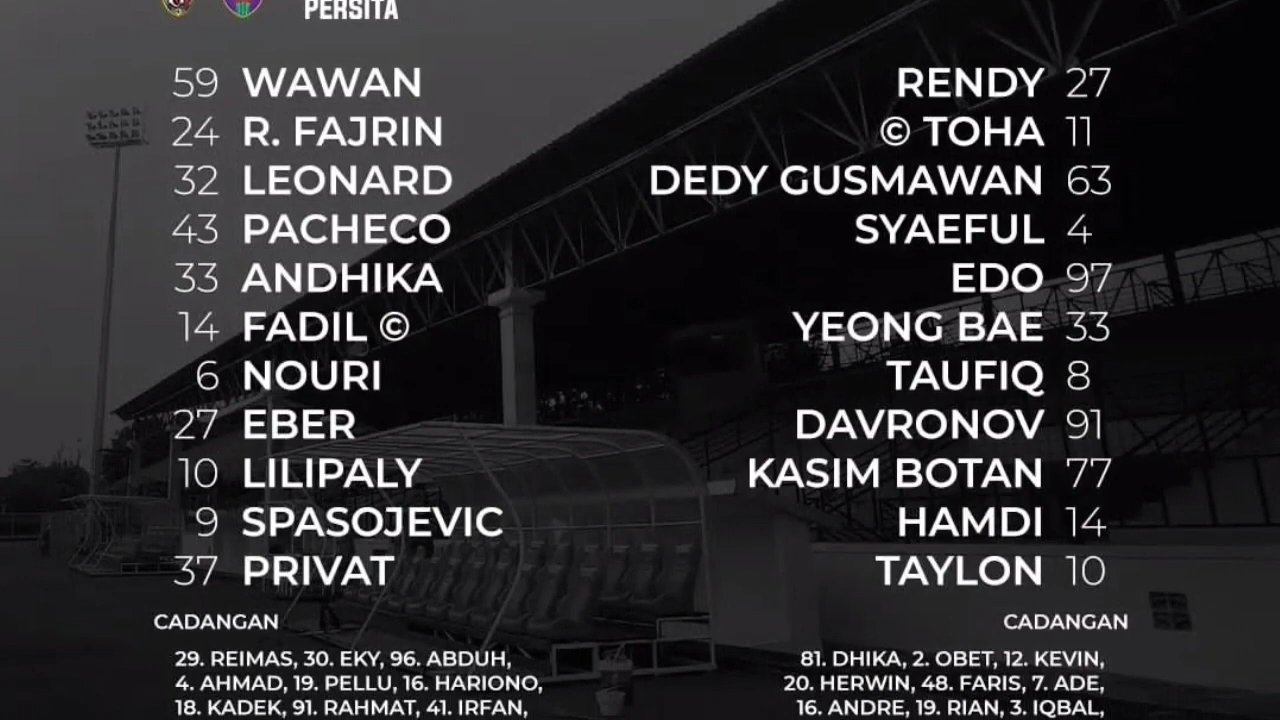 PERSITA
59 WAWAN
24 R. FAJRIN
32 LEONARD
43 PACHECO
33 ANDHIKA
14 FADIL ©
6 NOURI
27 EBER
10 LILIPALY
9 SPASOJEVIC
37 PRIVAT
CADANGAN
29. REIMAS, 30. EKY, 96. ABDUH,
4. AHMAD, 19. PELLU, 16. HARIONO,
18. KADEK, 91. RAHMAT, 41. IRFAN,
RENDY 27
© TOHA 11
DEDY GUSMAWAN 63
SYAEFUL 4
EDO 97
YEONG BAE 33
TAUFIQ 8
DAVRONOV 91
KASIM BOTAN 77
HAMDI 14
TAYLON 10
CADANGAN
81. DHIKA, 2. OBET, 12. KEVIN,
20. HERWIN, 48. FARIS, 7. ADE,
16. ANDRE, 19. RIAN, 3. IQBAL,